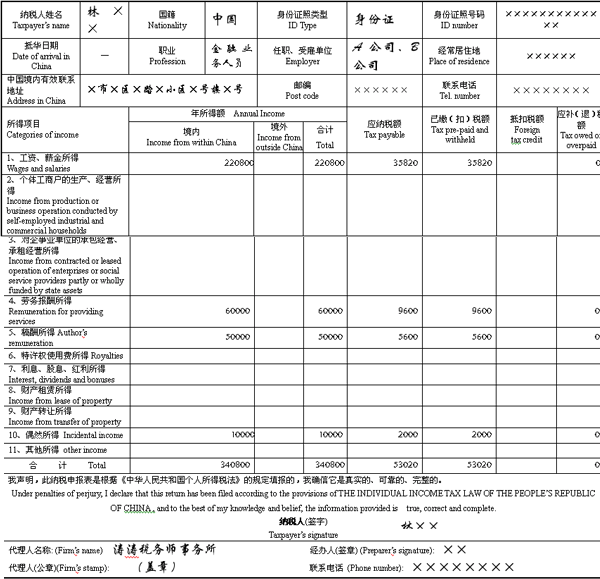 纳税人姓名 林 × 国籍 中国 身份证照类型 身份证 身份证照号码 ×××××××××××
Taxpayer's name × Nationality ID Type ID number ××
抵华日期 — 职业 金融业 任职、受雇单位 A公司、B 经常居住地 ××××××
Date of arrival in Profession 务人员 Employer 公司 Place of residence
China
中国境内有效联系 ×市×区×路×小区×号楼×号 邮编 ×××××× 联系电话 ××××××××
地址 Post code Tel. number
Address in China
所得项目 年所得额 Annual Income 应纳税额 已缴（扣）税额 抵扣税额 应补（退）税
Categories of income 境内 境外 合计 Tax payable Tax pre-paid and Foreign 额
Income from within China Income from Total withheld tax credit Tax owed or
outside China overpaid
1、工资、薪金所得 220800 220800 35820 35820 0
Wages and salaries
2、个体工商户的生产、经营所
得
Income from production or
business operation conducted by
self-employed industrial and
commercial households
3、对企事业单位的承包经营、
承租经营所得
Income from contracted or leased
operation of enterprises or social
service providers partly or wholly
funded by state assets
4、劳务报酬所得 60000 60000 9600 9600 0
Remuneration for providing
services
5、稿酬所得 Author's 50000 50000 5600 5600 0
remuneration
6、特许权使用费所得 Royalties
7、利息、股息、红利所得
Interest, dividends and bonuses
8、财产租赁所得
Income from lease of property
9、财产转让所得
Income from transfer of property
10、偶然所得 Incidental income 10000 10000 2000 2000 0
11、其他所得 other income
合 计 Total 340800 340800 53020 53020 0
我声明，此纳税申报表是根据《中华人民共和国个人所得税法》的规定填报的，我确信它是真实的、可靠的、完整的。
Under penalties of perjury, I declare that this return has been filed according to the provisions of THE INDIVIDUAL INCOME TAX LAW OF THE PEOPLE'S REPUBLIC
OF CHINA, and to the best of my knowledge and belief, the information provided is true, correct and complete.
纳税人(签字) 林××
Taxpayer's signature
代理人名称: (Firm's name) 涛涛税务师事务所 经办人(签章) (Preparer's signature): ××
代理人(公章)(Firm's stamp): （盖章） 联系电话 (Phone number): ××××××××